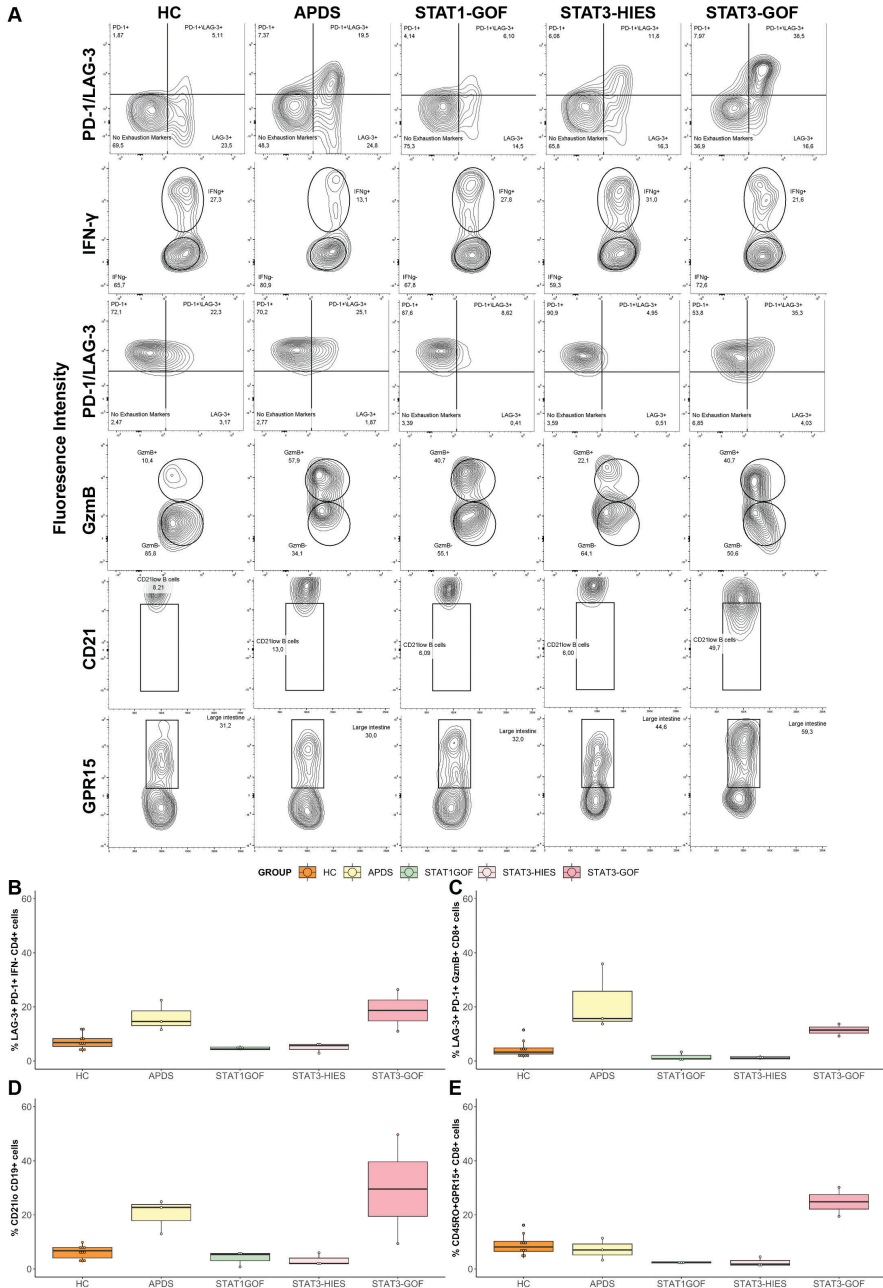 A
HC APDS STAT1-GOF STAT3-HIES STAT3-GOF
Fluoresence Intensity
PD-1/LAG-3
PD-1+ PD-1+\LAG-3+ PD-1+ PD-1+\LAG-3+ PD-1+ PD-1+\LAG-3+ PD-1+ PD-1+\LAG-3+ PD-1+ PD-1+\LAG-3+
1,87 5,11 7,37 19,5 4,14 6,10 6,08 11,8 7,97 38,5
No Exhaustion Markers LAG-3+ No Exhaustion Markers LAG-3+ No Exhaustion Markers LAG-3+ No Exhaustion Markers LAG-3+ No Exhaustion Markers LAG-3+
69,5 23,5 48,3 24,8 75,3 14,5 65,8 16,3 36,9 16,6
IFN-γ
IFNg+ IFNg+ IFNg+ IFNg+ IFNg+
27,3 13,1 27,8 31,0 21,6
IFNg- IFNg- IFNg- IFNg- IFNg-
65,7 80,9 67,8 59,3 72,6
PD-1/LAG-3
PD-1+ PD-1+\LAG-3+ PD-1+ PD-1+\LAG-3+ PD-1+ PD-1+\LAG-3+ PD-1+ PD-1+\LAG-3+ PD-1+ PD-1+\LAG-3+
72,1 22,3 70,2 25,1 87,6 8,62 90,9 4,95 53,8 35,3
No Exhaustion Markers LAG-3+ No Exhaustion Markers LAG-3+ No Exhaustion Markers LAG-3+ No Exhaustion Markers LAG-3+ No Exhaustion Markers LAG-3+
2,47 3,17 2,77 1,87 3,39 0,41 3,59 0,51 6,85 4,03
GzmB
GzmB+ GzmB+ GzmB+ GzmB+ GzmB+
10,4 57,9 40,7 22,1 40,7
GzmB- GzmB- GzmB- GzmB- GzmB-
85,8 34,1 55,1 64,1 50,6
CD21
CD21low B cells CD21low B cells CD21low B cells CD21low B cells CD21low B cells
8,21 13,0 6,09 6,00 49,7
GPR15
Large intestine Large intestine Large intestine Large intestine Large intestine
31,2 30,0 32,0 44,6 59,3
GROUP HC APDS STAT1GOF STAT3-HIES STAT3-GOF
B
% LAG-3+ PD-1+ IFN- CD4+ cells
60
40
20
0
HC APDS STAT1GOF STAT3-HIES STAT3-GOF
C
% LAG-3+ PD-1+ GzmB+ CD8+ cells
60
40
20
0
HC APDS STAT1GOF STAT3-HIES STAT3-GOF
D
% CD21lo CD19+ cells
60
40
20
0
HC APDS STAT1GOF STAT3-HIES STAT3-GOF
E
% CD45RO+GPR15+ CD8+ cells
60
40
20
0
HC APDS STAT1GOF STAT3-HIES STAT3-GOF